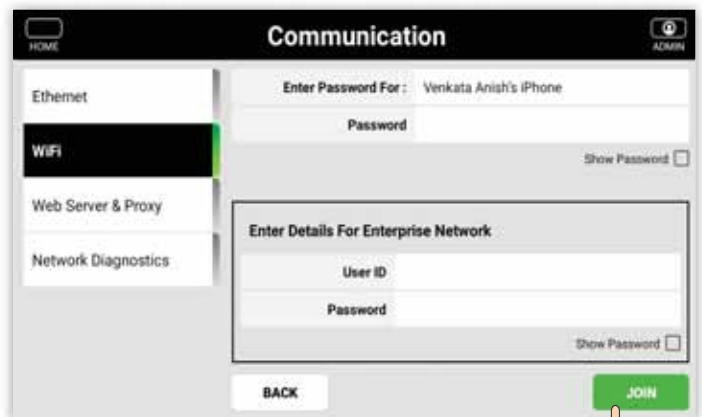 HOME
Communication
ADMIN
Ethernet
WiFi
Web Server & Proxy
Network Diagnostics
Enter Password For : Venkata Anish's iPhone
Password
Show Password
Enter Details For Enterprise Network
User ID
Password
Show Password
BACK
JOIN